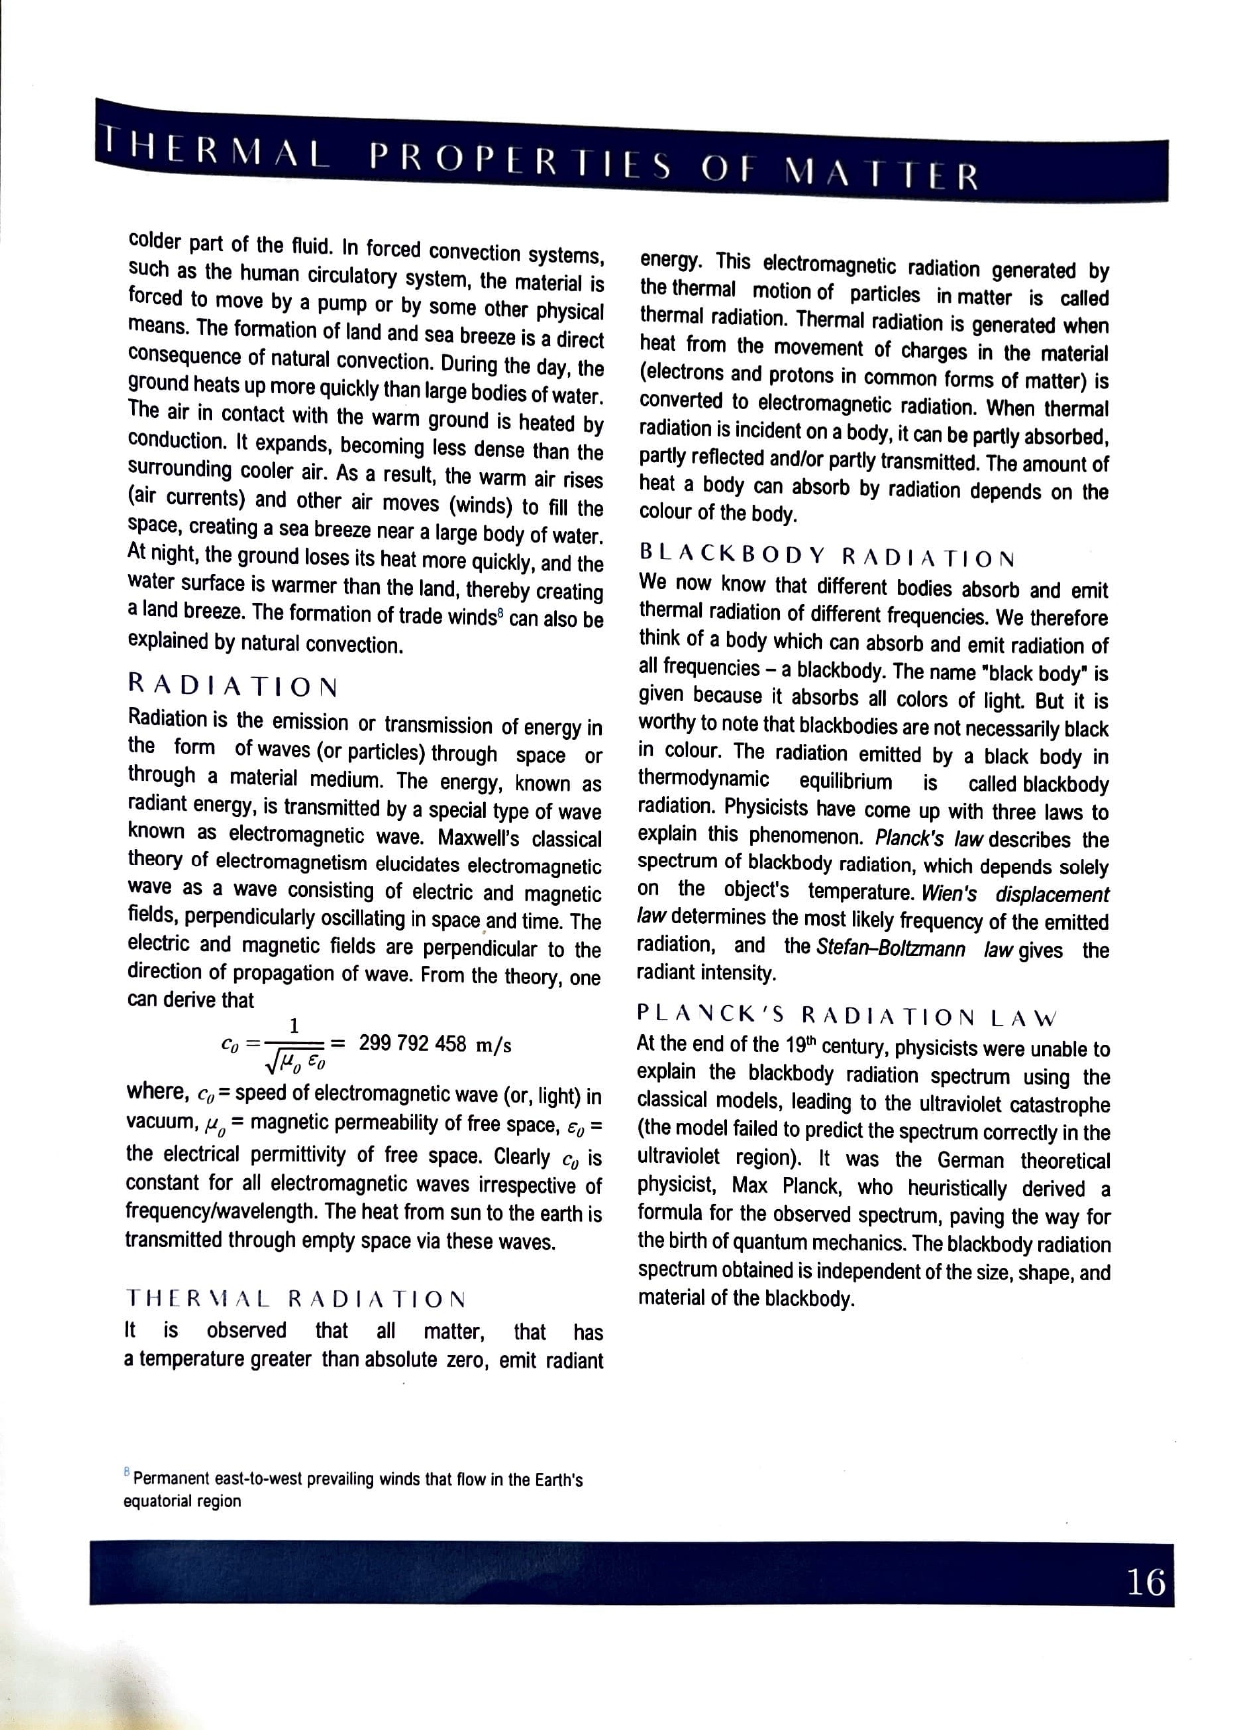 THERMAL PROPERTIES OF MATTER
colder part of the fluid. In forced convection systems,
such as the human circulatory system, the material is
forced to move by a pump or by some other physical
means. The formation of land and sea breeze is a direct
consequence of natural convection. During the day, the
ground heats up more quickly than large bodies of water.
The air in contact with the warm ground is heated by
conduction. It expands, becoming less dense than the
surrounding cooler air. As a result, the warm air rises
(air currents) and other air moves (winds) to fill the
space, creating a sea breeze near a large body of water.
At night, the ground loses its heat more quickly, and the
water surface is warmer than the land, thereby creating
a land breeze. The formation of trade winds⁸ can also be
explained by natural convection.
RADIATION
Radiation is the emission or transmission of energy in
the form of waves (or particles) through space or
through a material medium. The energy, known as
radiant energy, is transmitted by a special type of wave
known as electromagnetic wave. Maxwell's classical
theory of electromagnetism elucidates electromagnetic
wave as a wave consisting of electric and magnetic
fields, perpendicularly oscillating in space and time. The
electric and magnetic fields are perpendicular to the
direction of propagation of wave. From the theory, one
can derive that
c₀ = 1/√(μ₀ ε₀) = 299 792 458 m/s
where, c₀ = speed of electromagnetic wave (or, light) in
vacuum, μ₀ = magnetic permeability of free space, ε₀ =
the electrical permittivity of free space. Clearly c₀ is
constant for all electromagnetic waves irrespective of
frequency/wavelength. The heat from sun to the earth is
transmitted through empty space via these waves.
THERMAL RADIATION
It is observed that all matter, that has
a temperature greater than absolute zero, emit radiant
energy. This electromagnetic radiation generated by
the thermal motion of particles in matter is called
thermal radiation. Thermal radiation is generated when
heat from the movement of charges in the material
(electrons and protons in common forms of matter) is
converted to electromagnetic radiation. When thermal
radiation is incident on a body, it can be partly absorbed,
partly reflected and/or partly transmitted. The amount of
heat a body can absorb by radiation depends on the
colour of the body.
BLACKBODY RADIATION
We now know that different bodies absorb and emit
thermal radiation of different frequencies. We therefore
think of a body which can absorb and emit radiation of
all frequencies – a blackbody. The name "black body" is
given because it absorbs all colors of light. But it is
worthy to note that blackbodies are not necessarily black
in colour. The radiation emitted by a black body in
thermodynamic equilibrium is called blackbody
radiation. Physicists have come up with three laws to
explain this phenomenon. Planck's law describes the
spectrum of blackbody radiation, which depends solely
on the object's temperature. Wien's displacement
law determines the most likely frequency of the emitted
radiation, and the Stefan–Boltzmann law gives the
radiant intensity.
PLANCK'S RADIATION LAW
At the end of the 19th century, physicists were unable to
explain the blackbody radiation spectrum using the
classical models, leading to the ultraviolet catastrophe
(the model failed to predict the spectrum correctly in the
ultraviolet region). It was the German theoretical
physicist, Max Planck, who heuristically derived a
formula for the observed spectrum, paving the way for
the birth of quantum mechanics. The blackbody radiation
spectrum obtained is independent of the size, shape, and
material of the blackbody.
⁸ Permanent east-to-west prevailing winds that flow in the Earth's
equatorial region
16